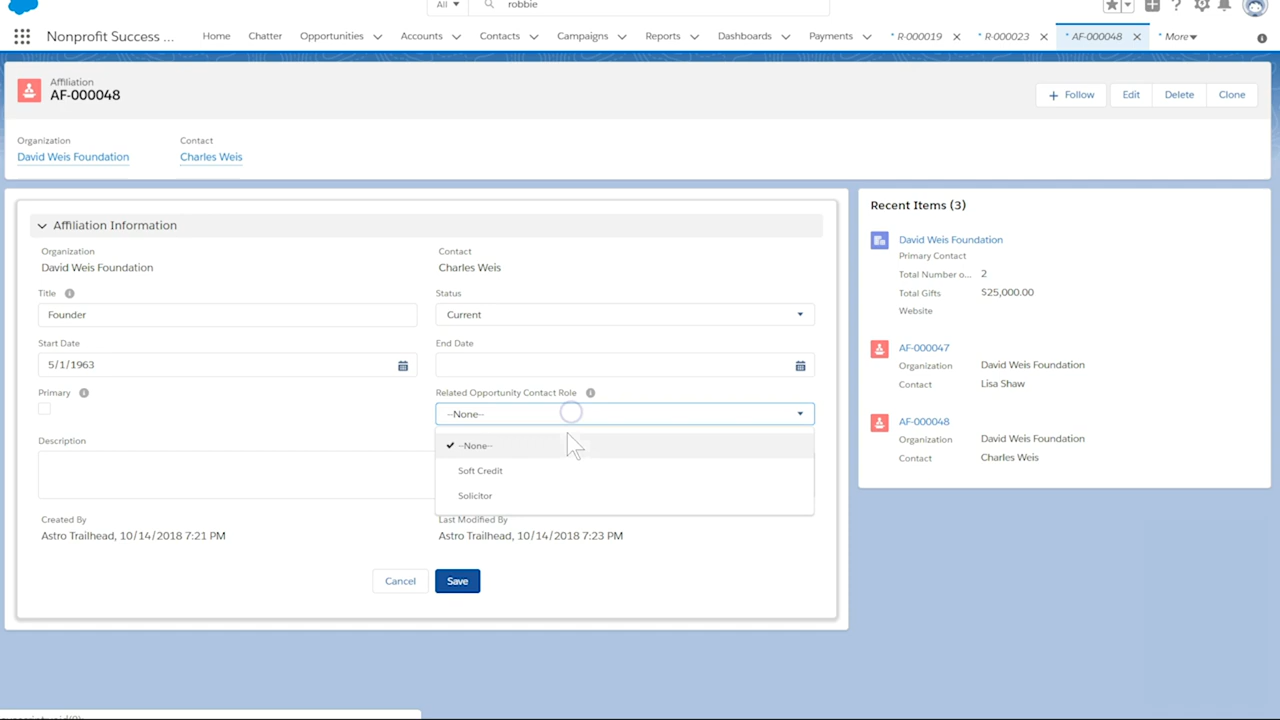 All
robbie
Nonprofit Success ...
Home
Chatter
Opportunities
Accounts
Contacts
Campaigns
Reports
Dashboards
Payments
* R-000019
* R-000023
* AF-000048
* More
Affiliation
AF-000048
Follow
Edit
Delete
Clone
Organization
Contact
David Weis Foundation
Charles Weis
Affiliation Information
Organization
Contact
David Weis Foundation
Charles Weis
Title
Status
Founder
Current
Start Date
End Date
5/1/1963
Primary
Related Opportunity Contact Role
--None--
--None--
Soft Credit
Solicitor
Description
Created By
Last Modified By
Astro Trailhead, 10/14/2018 7:21 PM
Astro Trailhead, 10/14/2018 7:23 PM
Cancel
Save
Recent Items (3)
David Weis Foundation
Primary Contact
Total Number o... 2
Total Gifts $25,000.00
Website
AF-000047
Organization David Weis Foundation
Contact Lisa Shaw
AF-000048
Organization David Weis Foundation
Contact Charles Weis